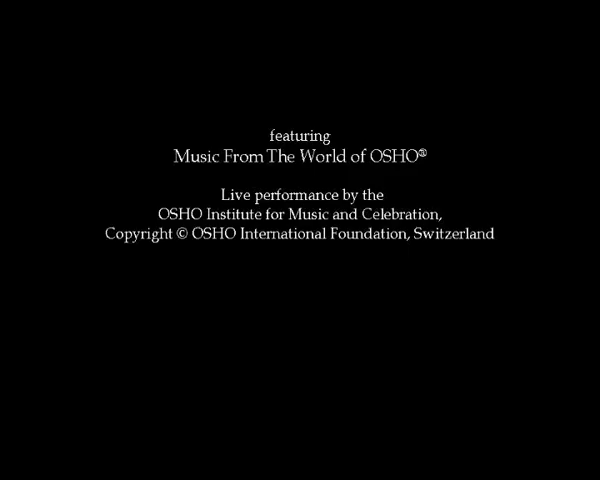 featuring
Music From The World of OSHO®
Live performance by the
OSHO Institute for Music and Celebration,
Copyright © OSHO International Foundation, Switzerland